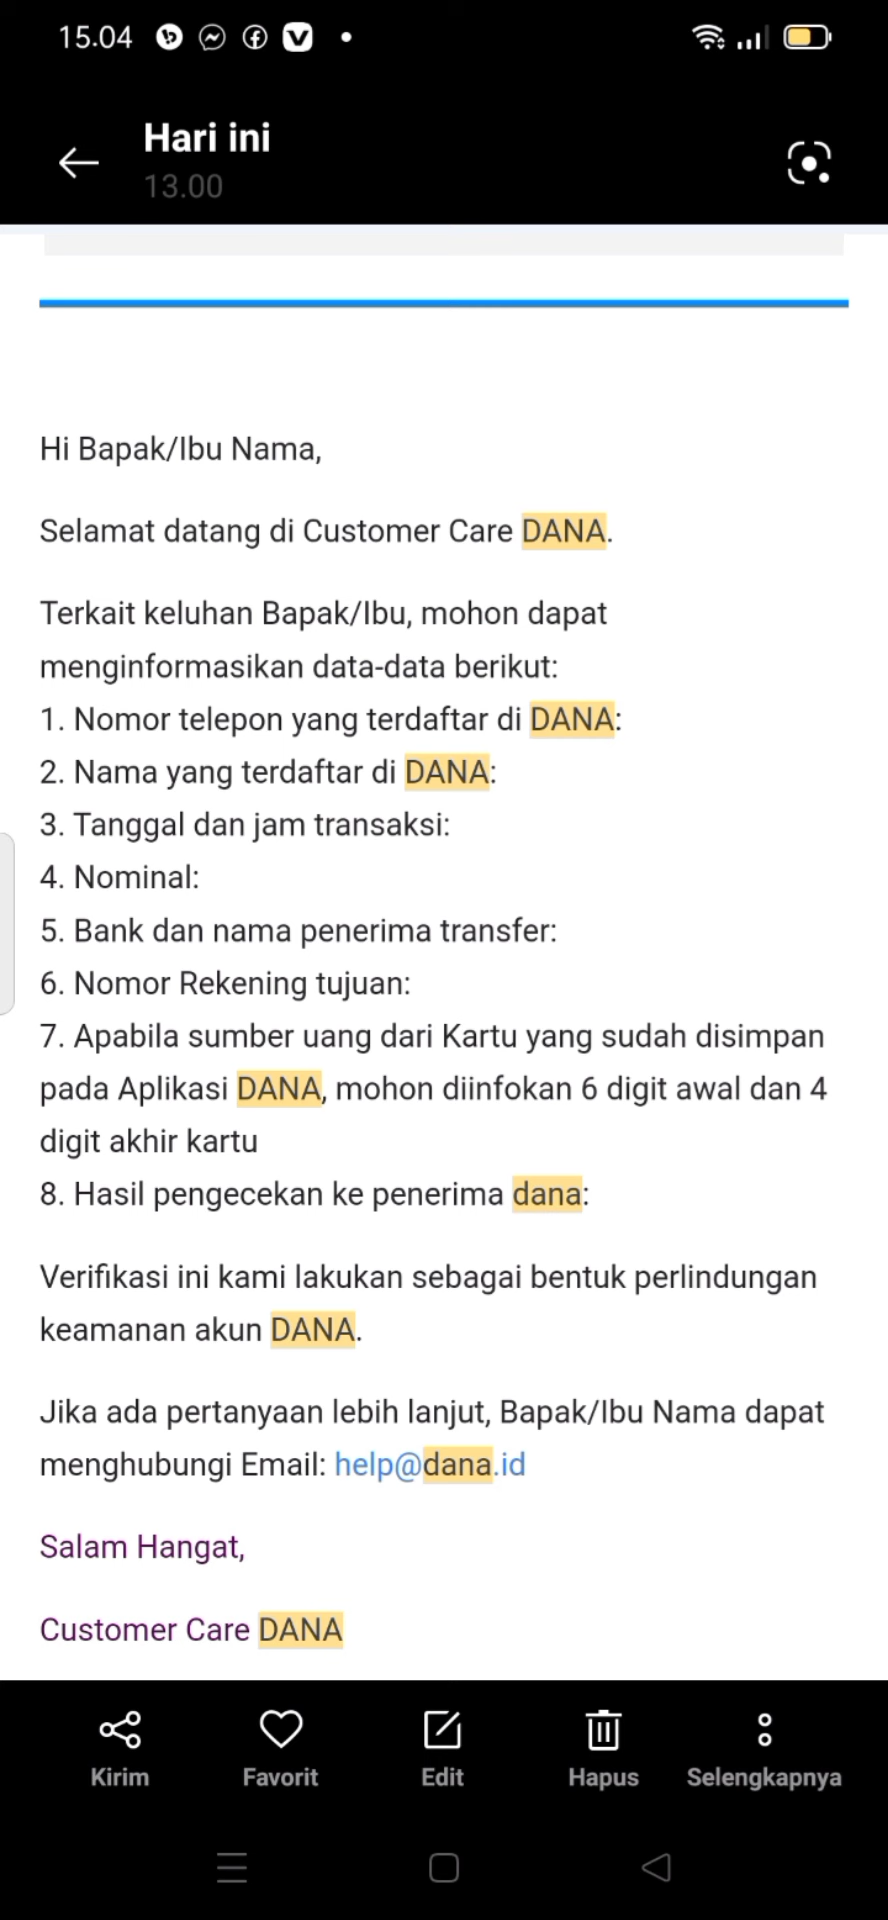 15.04
Hari ini
13.00
Hi Bapak/Ibu Nama,
Selamat datang di Customer Care DANA.
Terkait keluhan Bapak/Ibu, mohon dapat
menginformasikan data-data berikut:
1. Nomor telepon yang terdaftar di DANA:
2. Nama yang terdaftar di DANA:
3. Tanggal dan jam transaksi:
4. Nominal:
5. Bank dan nama penerima transfer:
6. Nomor Rekening tujuan:
7. Apabila sumber uang dari Kartu yang sudah disimpan
pada Aplikasi DANA, mohon diinfokan 6 digit awal dan 4
digit akhir kartu
8. Hasil pengecekan ke penerima dana:
Verifikasi ini kami lakukan sebagai bentuk perlindungan
keamanan akun DANA.
Jika ada pertanyaan lebih lanjut, Bapak/Ibu Nama dapat
menghubungi Email: help@dana.id
Salam Hangat,
Customer Care DANA
Kirim Favorit Edit Hapus Selengkapnya